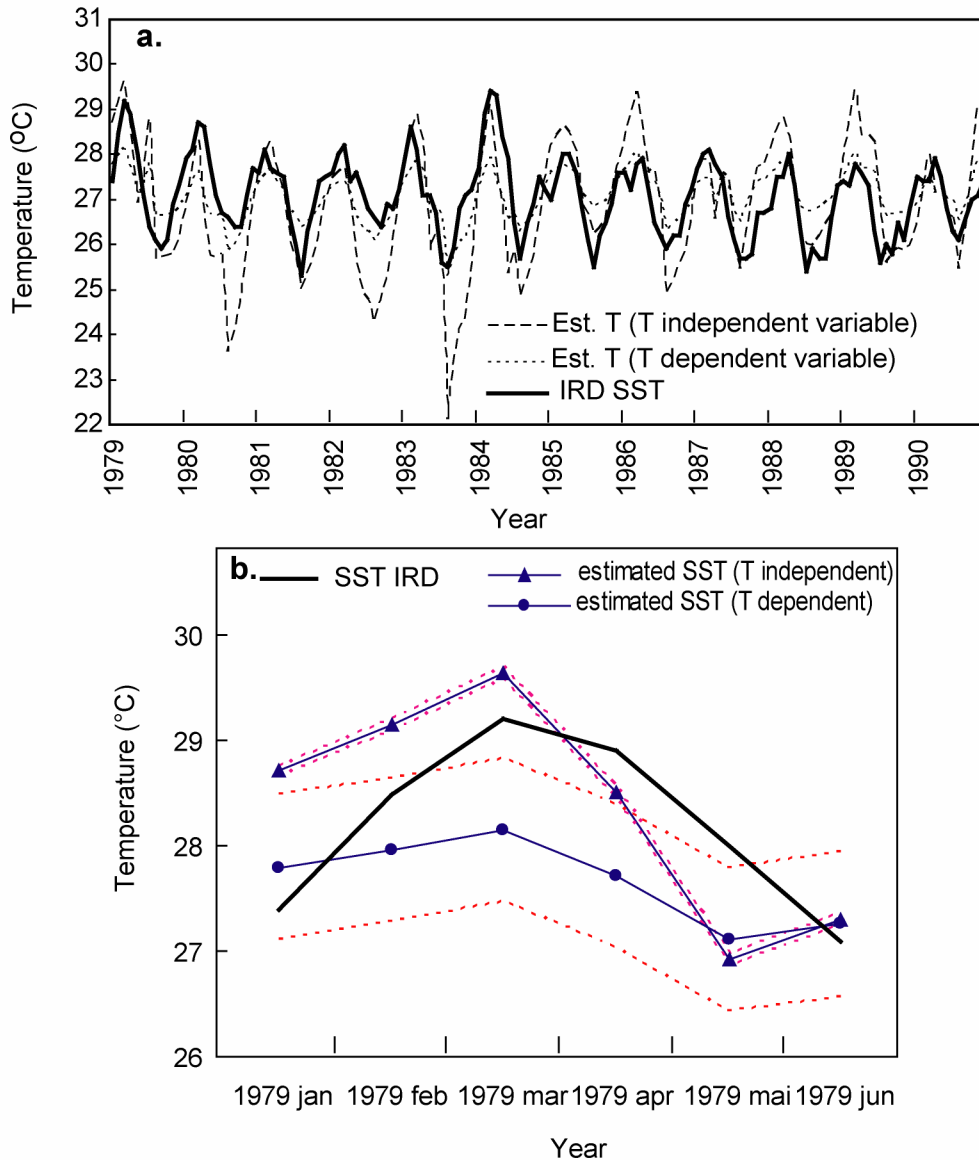 a.
31
30
29
28
27
26
25
24
23
22
Temperature (ºC)
Est. T (T independent variable)
Est. T (T dependent variable)
IRD SST
1979
1980
1981
1982
1983
1984
1985
1986
1987
1988
1989
1990
Year
b.
SST IRD
estimated SST (T independent)
estimated SST (T dependent)
30
29
28
27
26
Temperature (°C)
1979 jan
1979 feb
1979 mar
1979 apr
1979 mai
1979 jun
Year